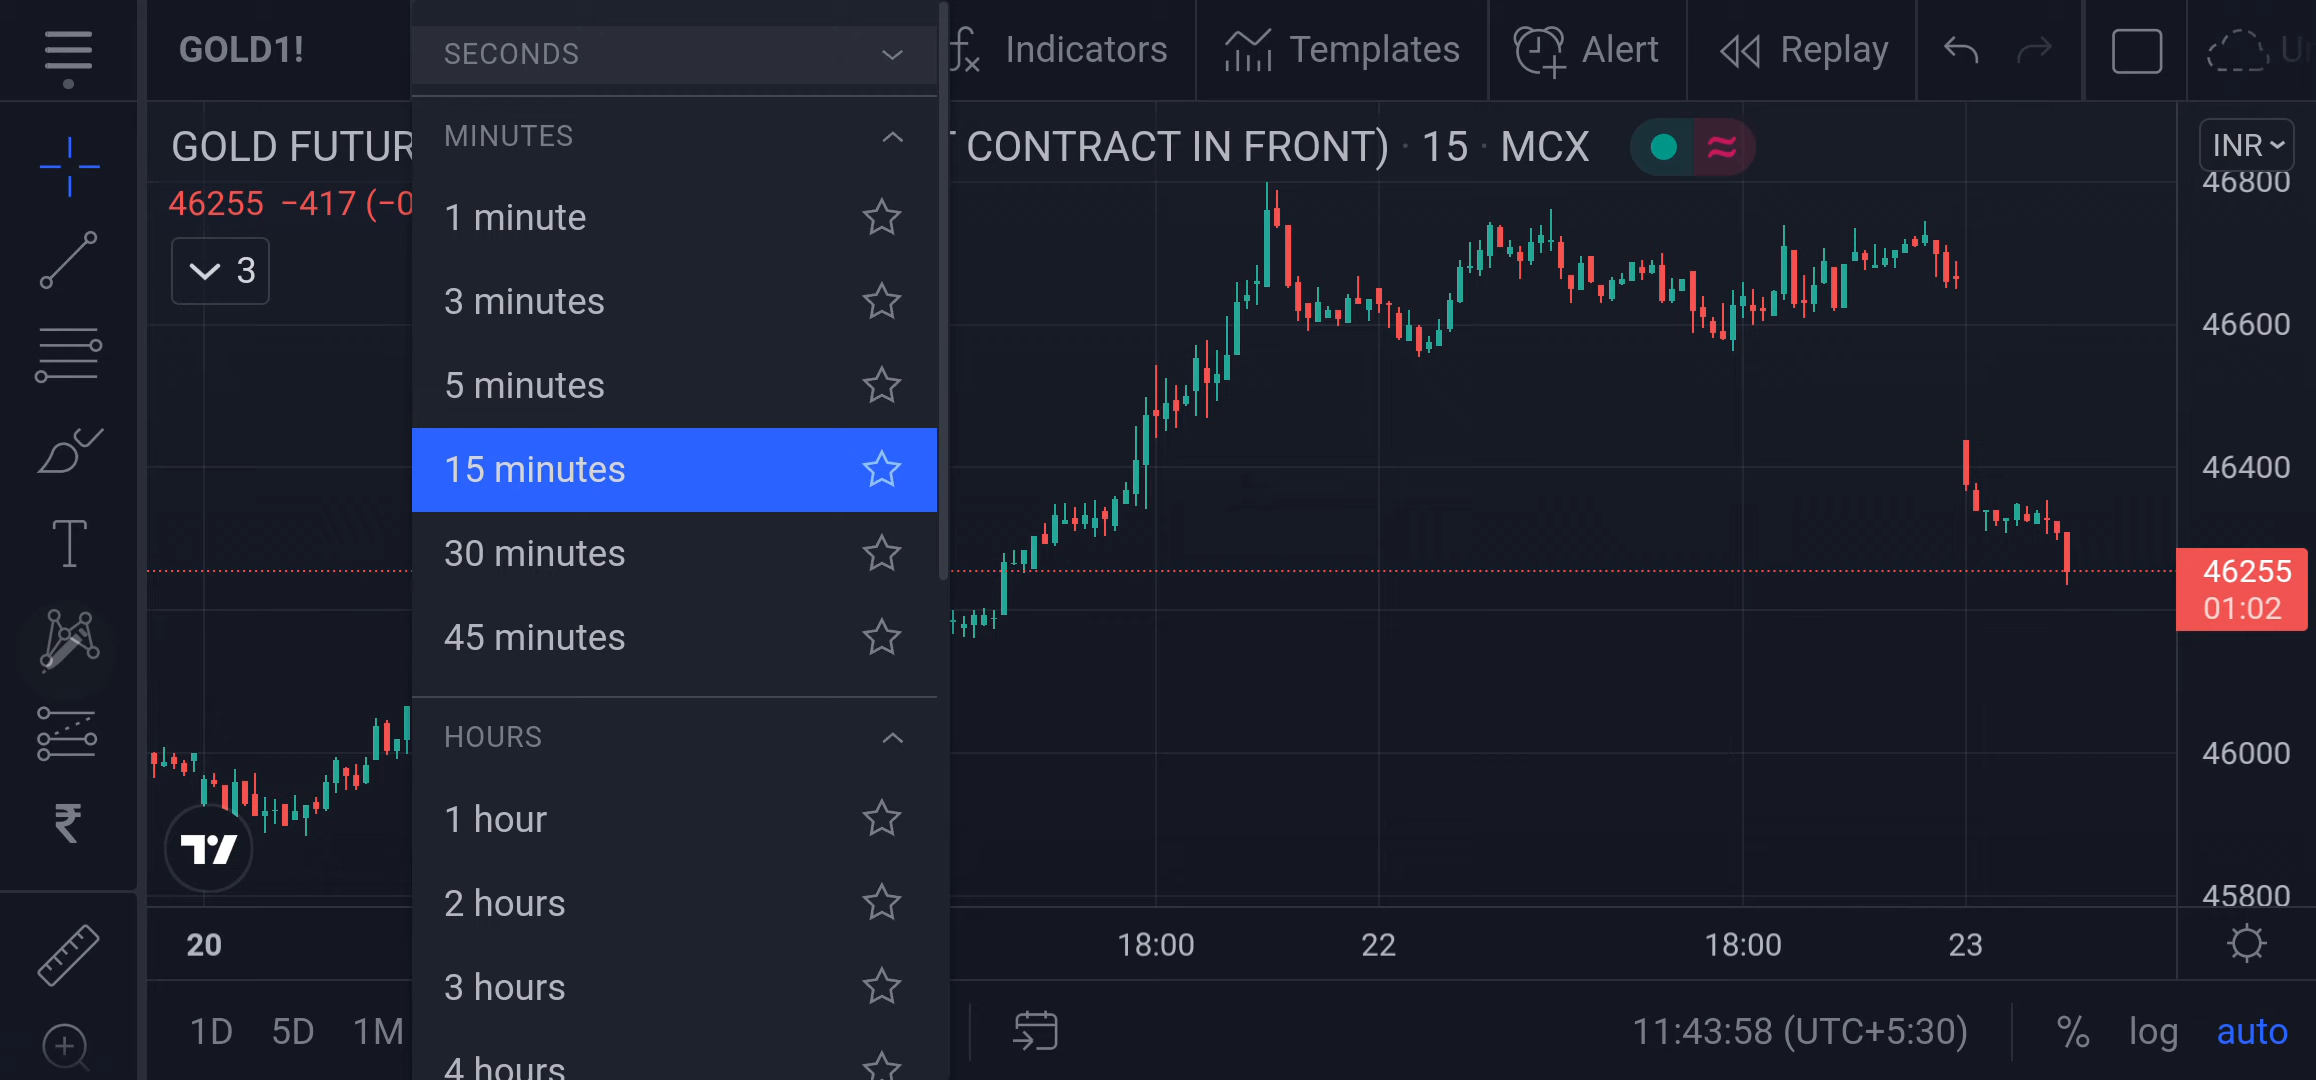 GOLD1!
Indicators
Templates
Alert
Replay
SECONDS
MINUTES
1 minute
3 minutes
5 minutes
15 minutes
30 minutes
45 minutes
HOURS
1 hour
2 hours
3 hours
4 hours
GOLD FUTUR
CONTRACT IN FRONT) · 15 · MCX
46255 −417 (−0
3
INR
46800
46600
46400
46255
01:02
46000
45800
20
18:00
22
18:00
23
1D 5D 1M
11:43:58 (UTC+5:30)
%
log
auto